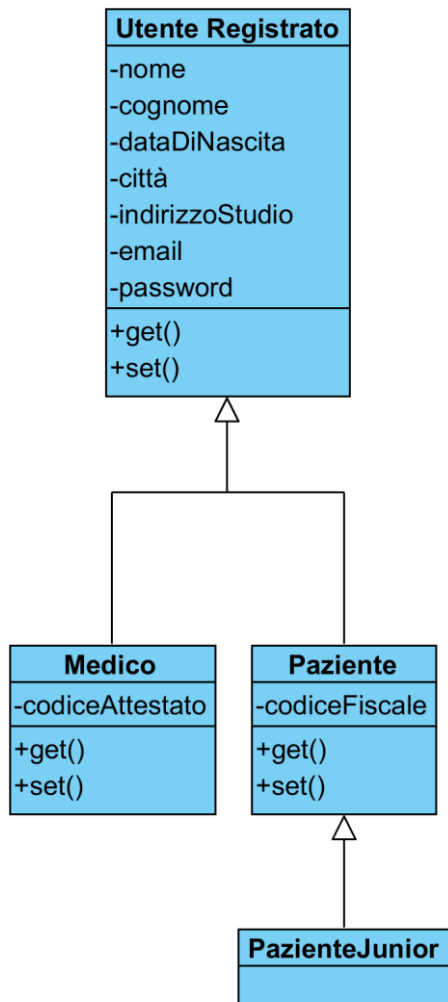 Utente Registrato
-nome
-cognome
-dataDiNascita
-città
-indirizzoStudio
-email
-password
+get()
+set()
Medico
-codiceAttestato
+get()
+set()
Paziente
-codiceFiscale
+get()
+set()
PazienteJunior